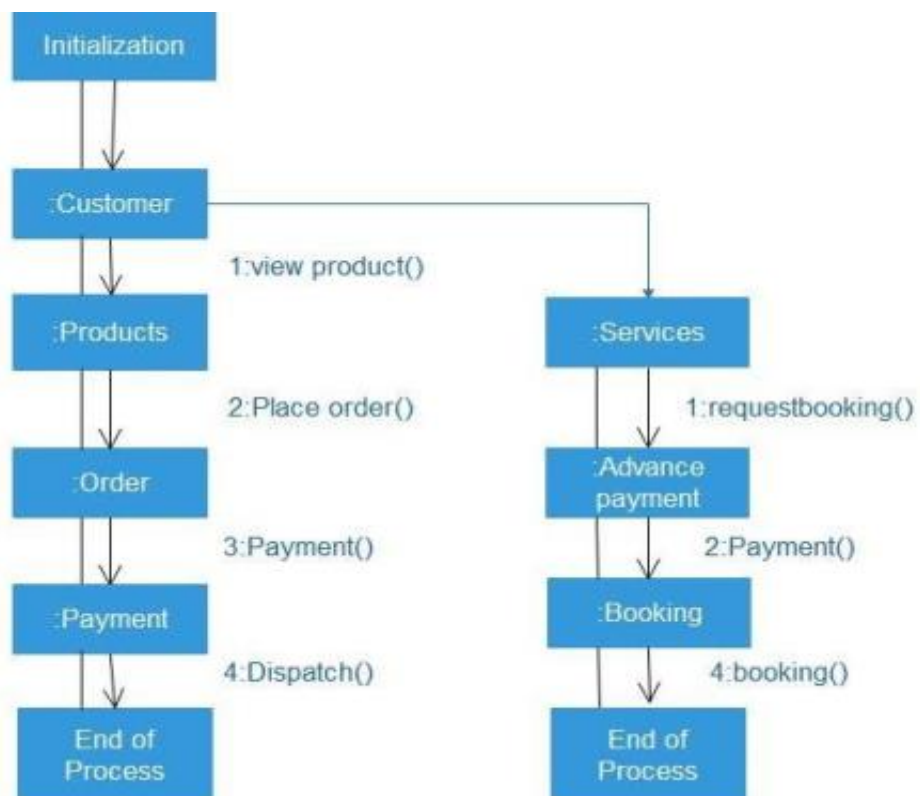 Initialization
:Customer
1:view product()
:Products
:Services
2:Place order()
1:requestbooking()
:Order
:Advance
payment
3:Payment()
2:Payment()
:Payment
:Booking
4:Dispatch()
4:booking()
End of
Process
End of
Process